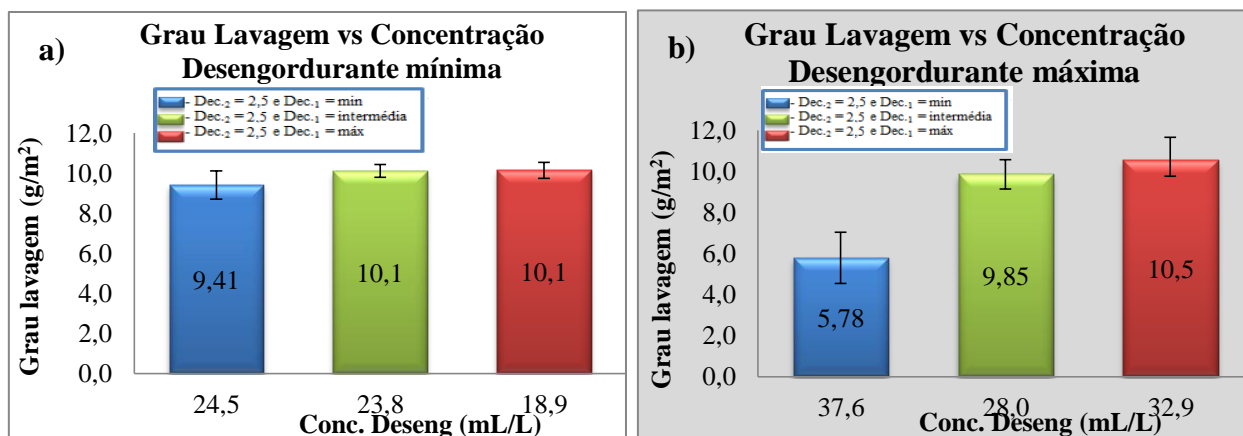 a)
Grau Lavagem vs Concentração
Desengordurante mínima
- Dec.₂ = 2,5 e Dec.₁ = min
- Dec.₂ = 2,5 e Dec.₁ = intermédia
- Dec.₂ = 2,5 e Dec.₁ = máx
Grau lavagem (g/m²)
12,0
10,0
8,0
6,0
4,0
2,0
0,0
9,41
10,1
10,1
24,5
23,8
18,9
Conc. Deseng (mL/L)
b)
Grau Lavagem vs Concentração
Desengordurante máxima
- Dec.₂ = 2,5 e Dec.₁ = min
- Dec.₂ = 2,5 e Dec.₁ = intermédia
- Dec.₂ = 2,5 e Dec.₁ = máx
Grau lavagem (g/m²)
12,0
10,0
8,0
6,0
4,0
2,0
0,0
5,78
9,85
10,5
37,6
28,0
32,9
Conc. Deseng (mL/L)